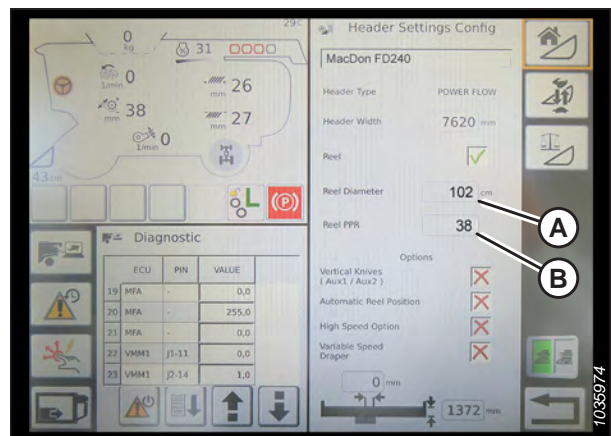 29c
0
kg
31
0
1/min
26
mm
38
mm
27
mm
0
1/min
43cm
L
(P)
Diagnostic
ECU PIN VALUE
19 MFA - 0,0
20 MFA - 255,0
21 MFA - 0,0
22 VMM1 J1-11 0,0
23 VMM1 J2-14 1,0
Header Settings Config
MacDon FD240
Header Type POWER FLOW
Header Width 7620 mm
Reel
Reel Diameter 102 cm
A
Reel PPR 38
B
Options
Vertical Knives
( Aux1 / Aux2 )
Automatic Reel Position
High Speed Option
Variable Speed
Draper
0 mm
1372 mm
1035974